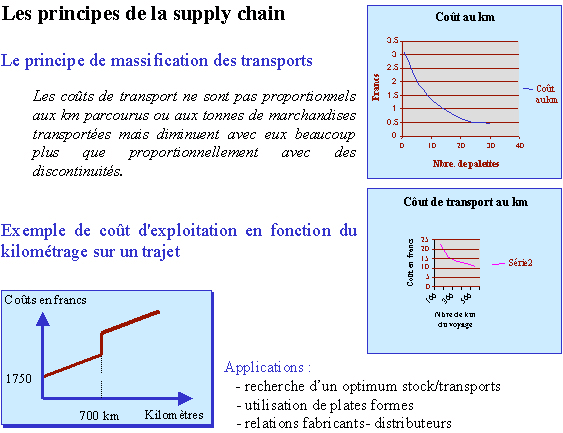 Les principes de la supply chain
Le principe de massification des transports
Les coûts de transport ne sont pas proportionnels
aux km parcourus ou aux tonnes de marchandises
transportées mais diminuent avec eux beaucoup
plus que proportionnellement avec des
discontinuités.
Coût au km
Francs
3.5
3
2.5
2
1.5
1
0.5
0
0 10 20 30 40
Nbre. de palettes
Coût
au km
Exemple de coût d'exploitation en fonction du
kilométrage sur un trajet
Côut de transport au km
Coût, en francs
25
20
15
10
5
0
100 300 500
Nbre de km
du voyage
Série2
Coûts en francs
1750
700 km
Kilomètres
Applications :
- recherche d’un optimum stock/transports
- utilisation de plates formes
- relations fabricants- distributeurs